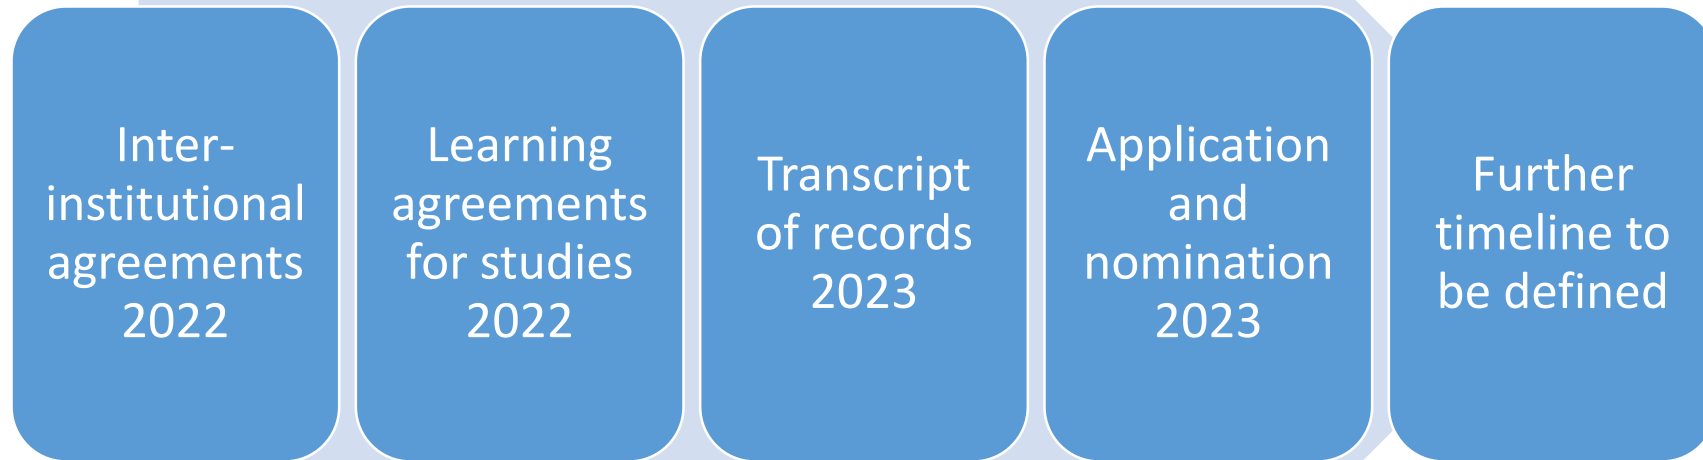 Inter-
institutional
agreements
2022
Learning
agreements
for studies
2022
Transcript
of records
2023
Application
and
nomination
2023
Further
timeline to
be defined